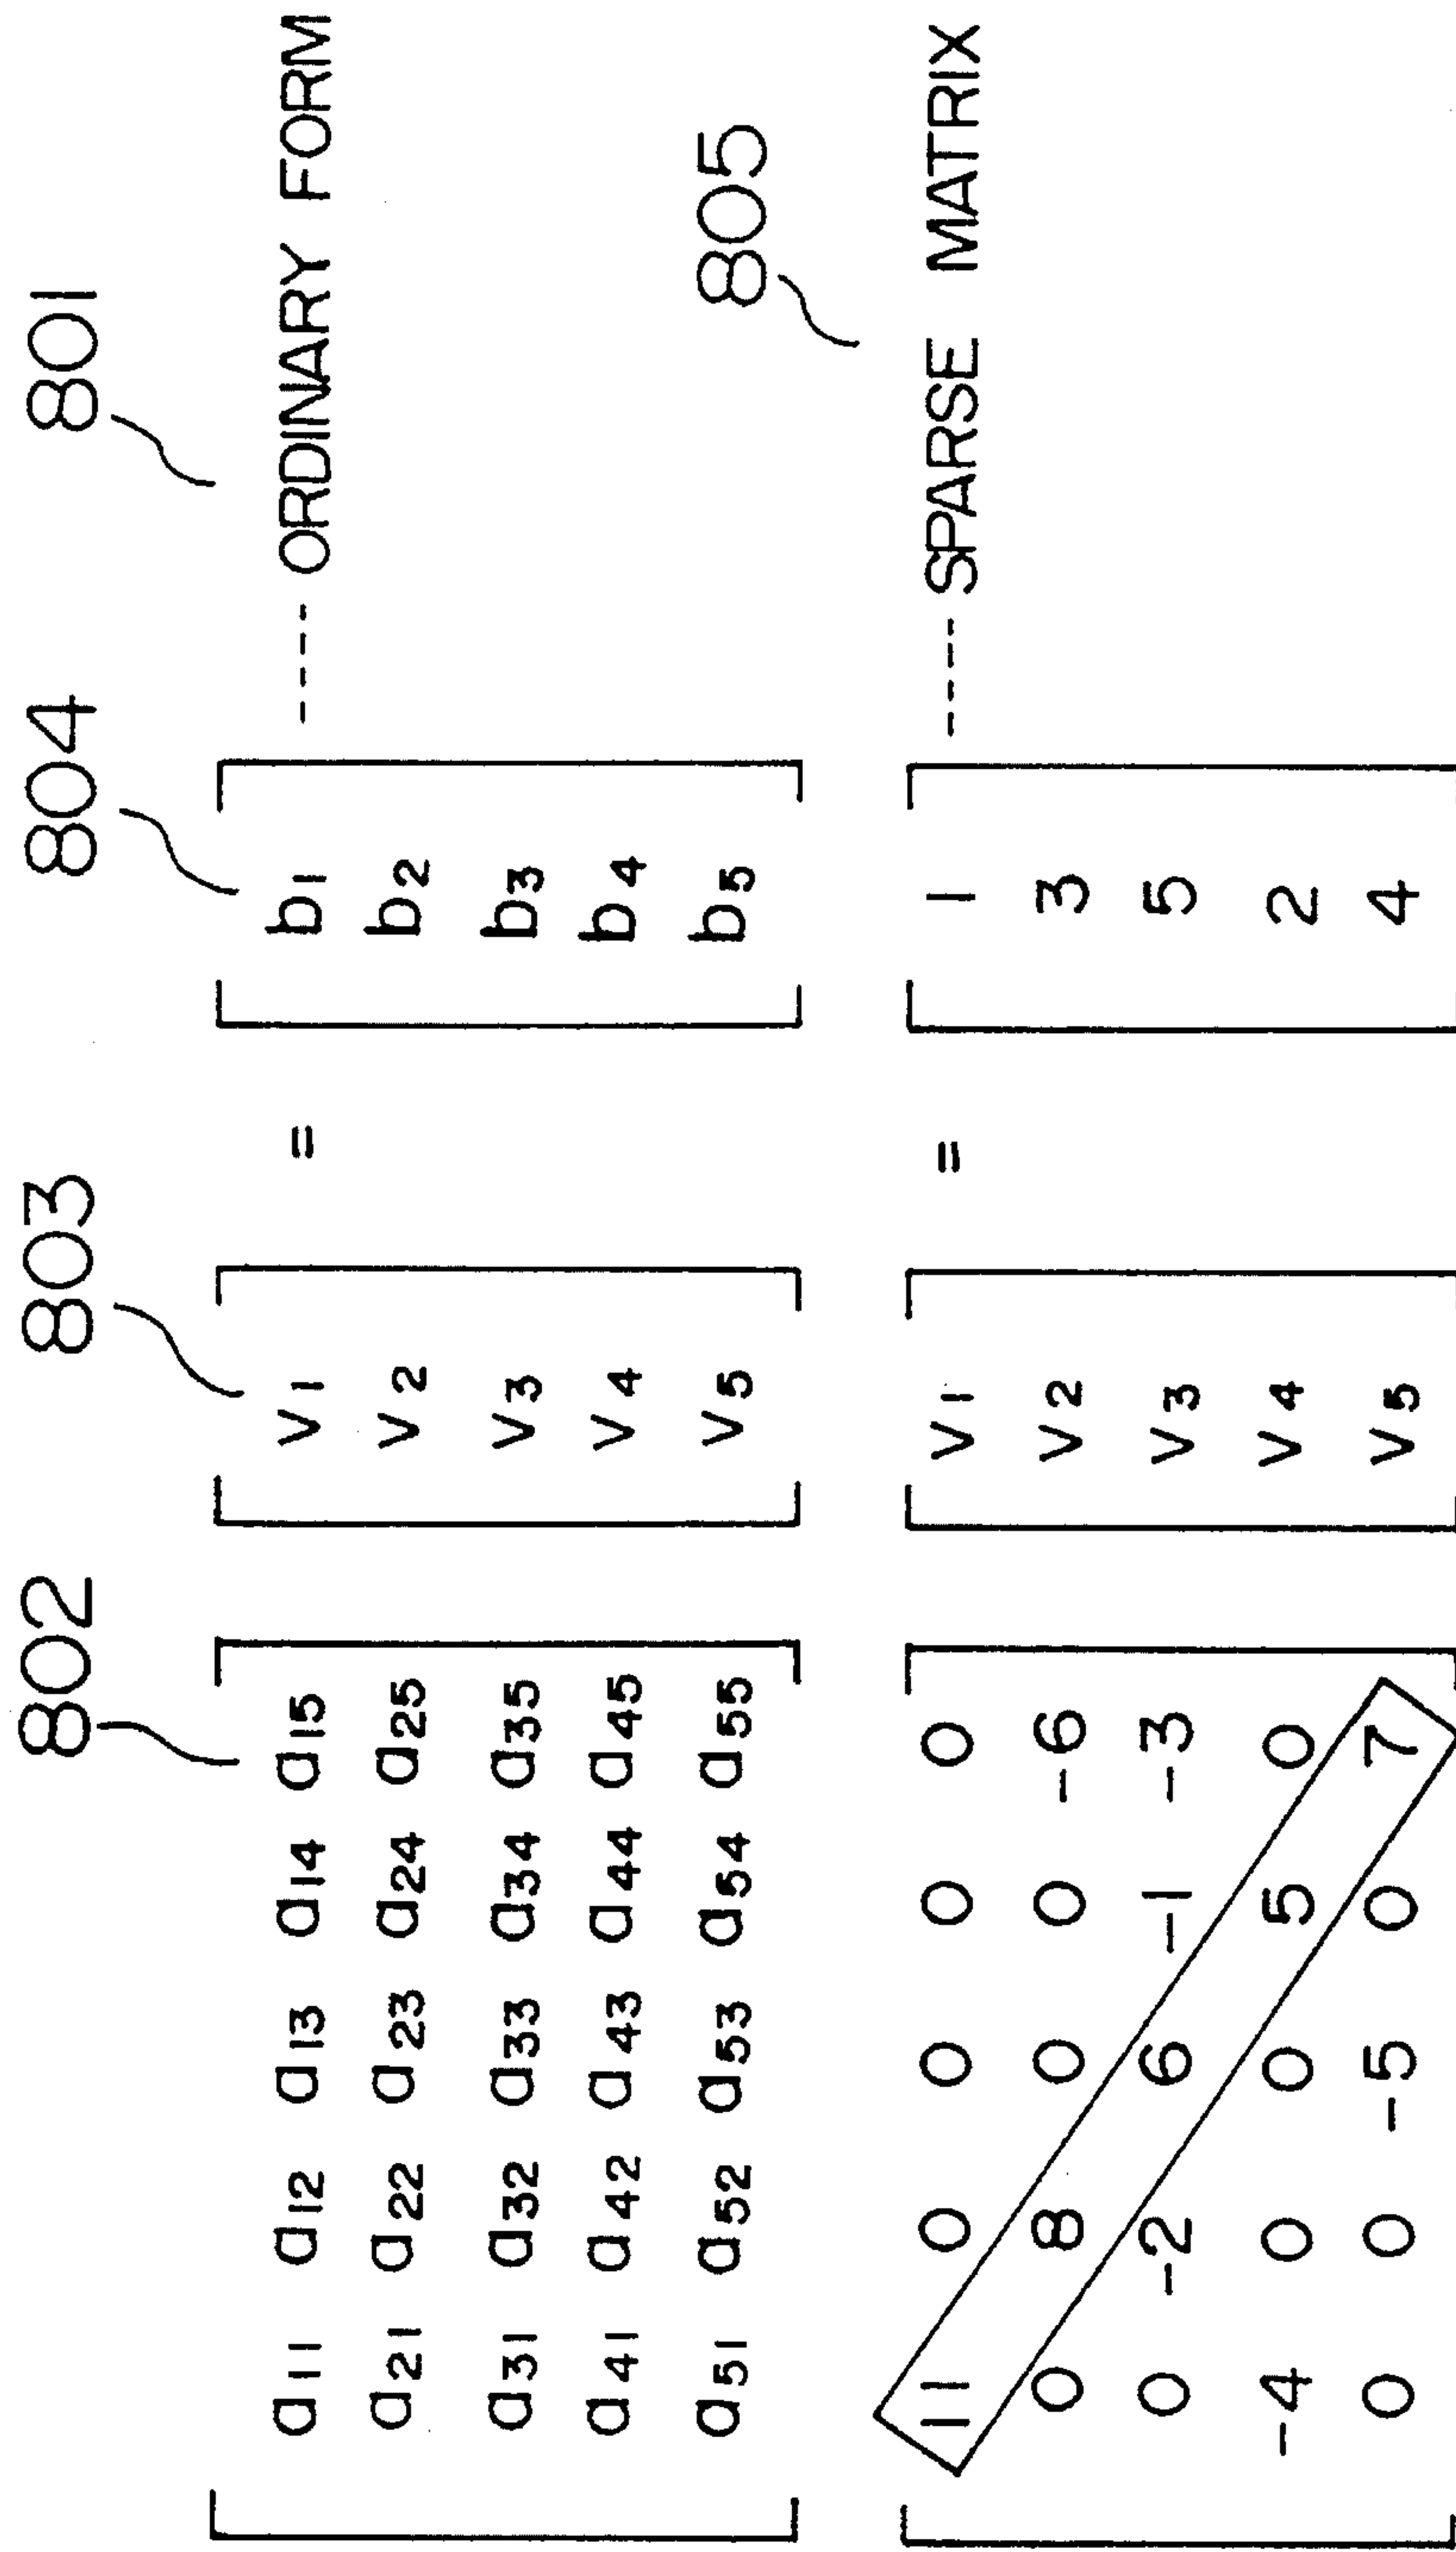 802 803 804 801
a11 a12 a13 a14 a15 v1 = b1 ---- ORDINARY FORM
a21 a22 a23 a24 a25 v2 b2
a31 a32 a33 a34 a35 v3 b3
a41 a42 a43 a44 a45 v4 b4
a51 a52 a53 a54 a55 v5 b5
805
11 0 0 0 0 v1 = 1 ----- SPARSE MATRIX
0 8 0 0 -6 v2 3
0 -2 6 -1 -3 v3 5
-4 0 0 5 0 v4 2
0 0 -5 0 7 v5 4